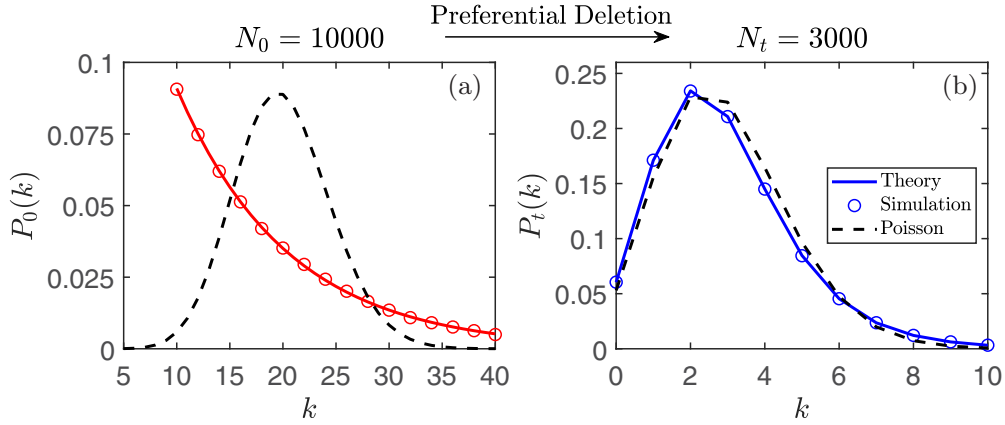 Preferential Deletion
N₀ = 10000
N_t = 3000
(a)
P₀(k)
0.1
0.075
0.05
0.025
0
5 10 15 20 25 30 35 40
k
(b)
P_t(k)
0.25
0.2
0.15
0.1
0.05
0
Theory
Simulation
Poisson
0 2 4 6 8 10
k